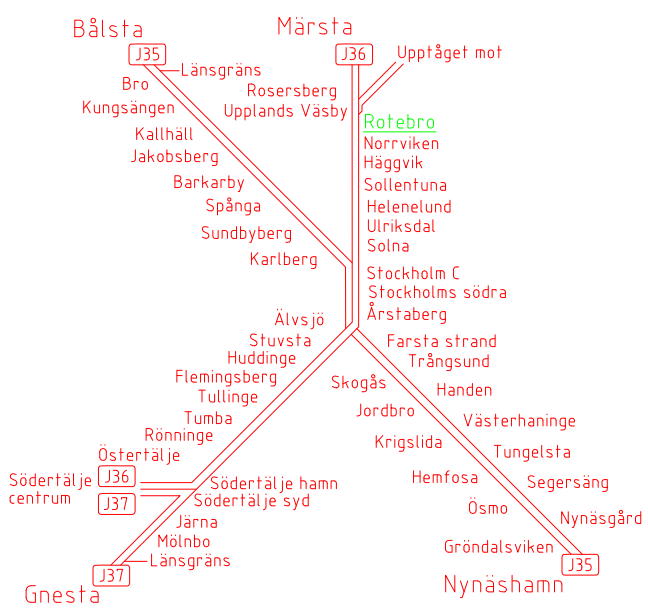 Bålsta
Märsta
J35
J36
Upptåget mot
Länsgräns
Bro
Rosersberg
Kungsängen
Upplands Väsby
Rotebro
Kallhäll
Norrviken
Jakobsberg
Häggvik
Barkarby
Sollentuna
Spånga
Helenelund
Sundbyberg
Ulriksdal
Solna
Karlberg
Stockholm C
Stockholms södra
Årstaberg
Älvsjö
Stuvsta
Farsta strand
Huddinge
Trångsund
Flemingsberg
Skogås
Handen
Tullinge
Jordbro
Tumba
Västerhaninge
Rönninge
Krigslida
Östertälje
Tungelsta
Södertälje
centrum
J36
J37
Södertälje hamn
Södertälje syd
Hemfosa
Segersäng
Ösmo
Nynäsgård
Järna
Mölnbo
Gröndalsviken
Länsgräns
J37
J35
Gnesta
Nynäshamn